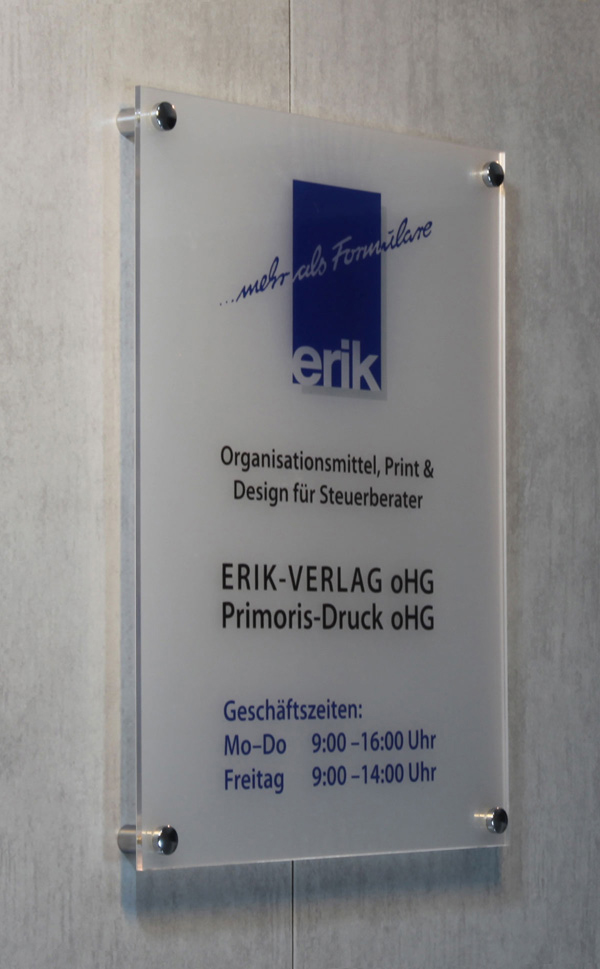 ...mehr als Formulare
erik
Organisationsmittel, Print &
Design für Steuerberater
ERIK-VERLAG oHG
Primoris-Druck oHG
Geschäftszeiten:
Mo–Do 9:00 –16:00 Uhr
Freitag 9:00 –14:00 Uhr